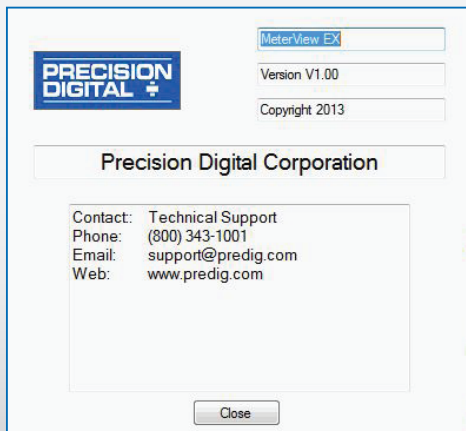 MeterView EX
PRECISION
DIGITAL
Version V1.00
Copyright 2013
Precision Digital Corporation
Contact:: Technical Support
Phone: (800) 343-1001
Email: support@predig.com
Web: www.predig.com
Close